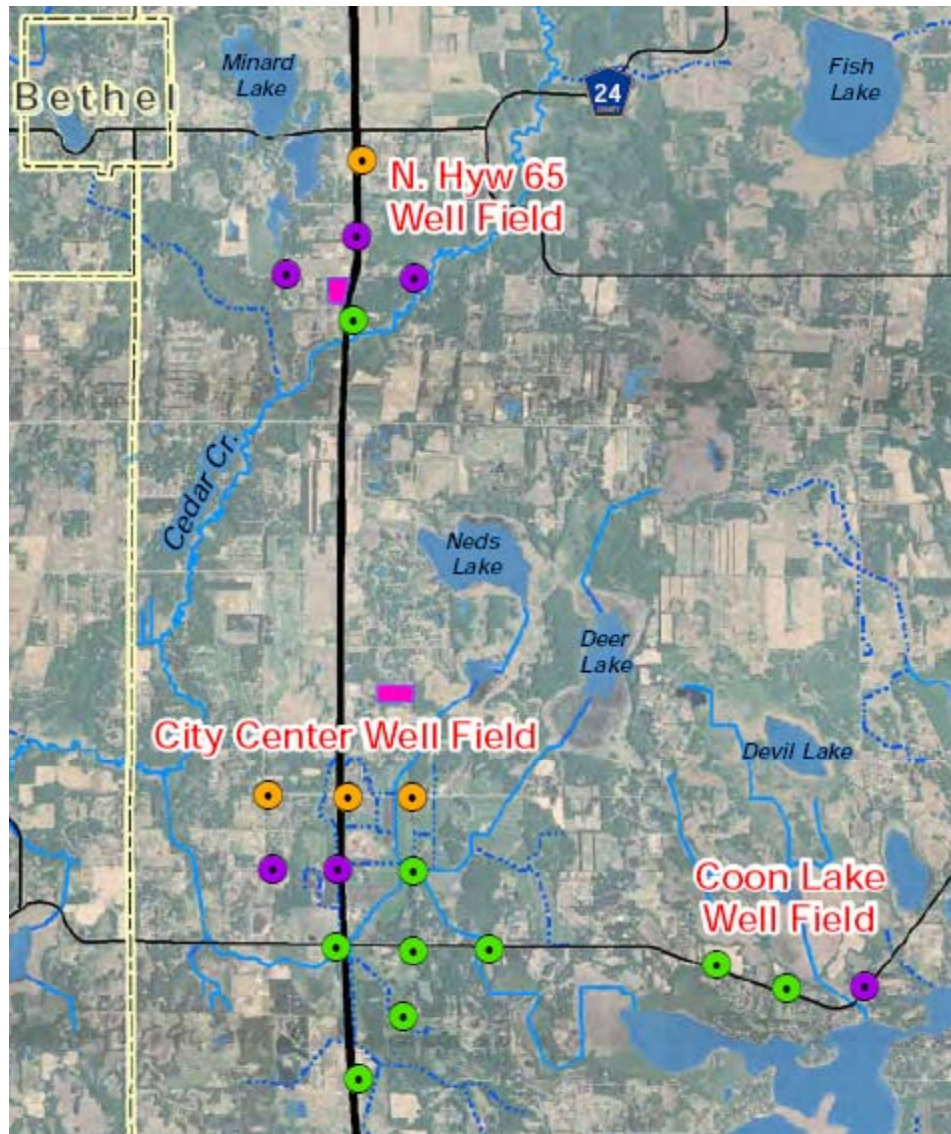 Minard
Lake
Fish
Lake
Bethel
24
COUNTY
N. Hyw 65
Well Field
Cedar Cr.
Neds
Lake
Deer
Lake
City Center Well Field
Devil Lake
Coon Lake
Well Field